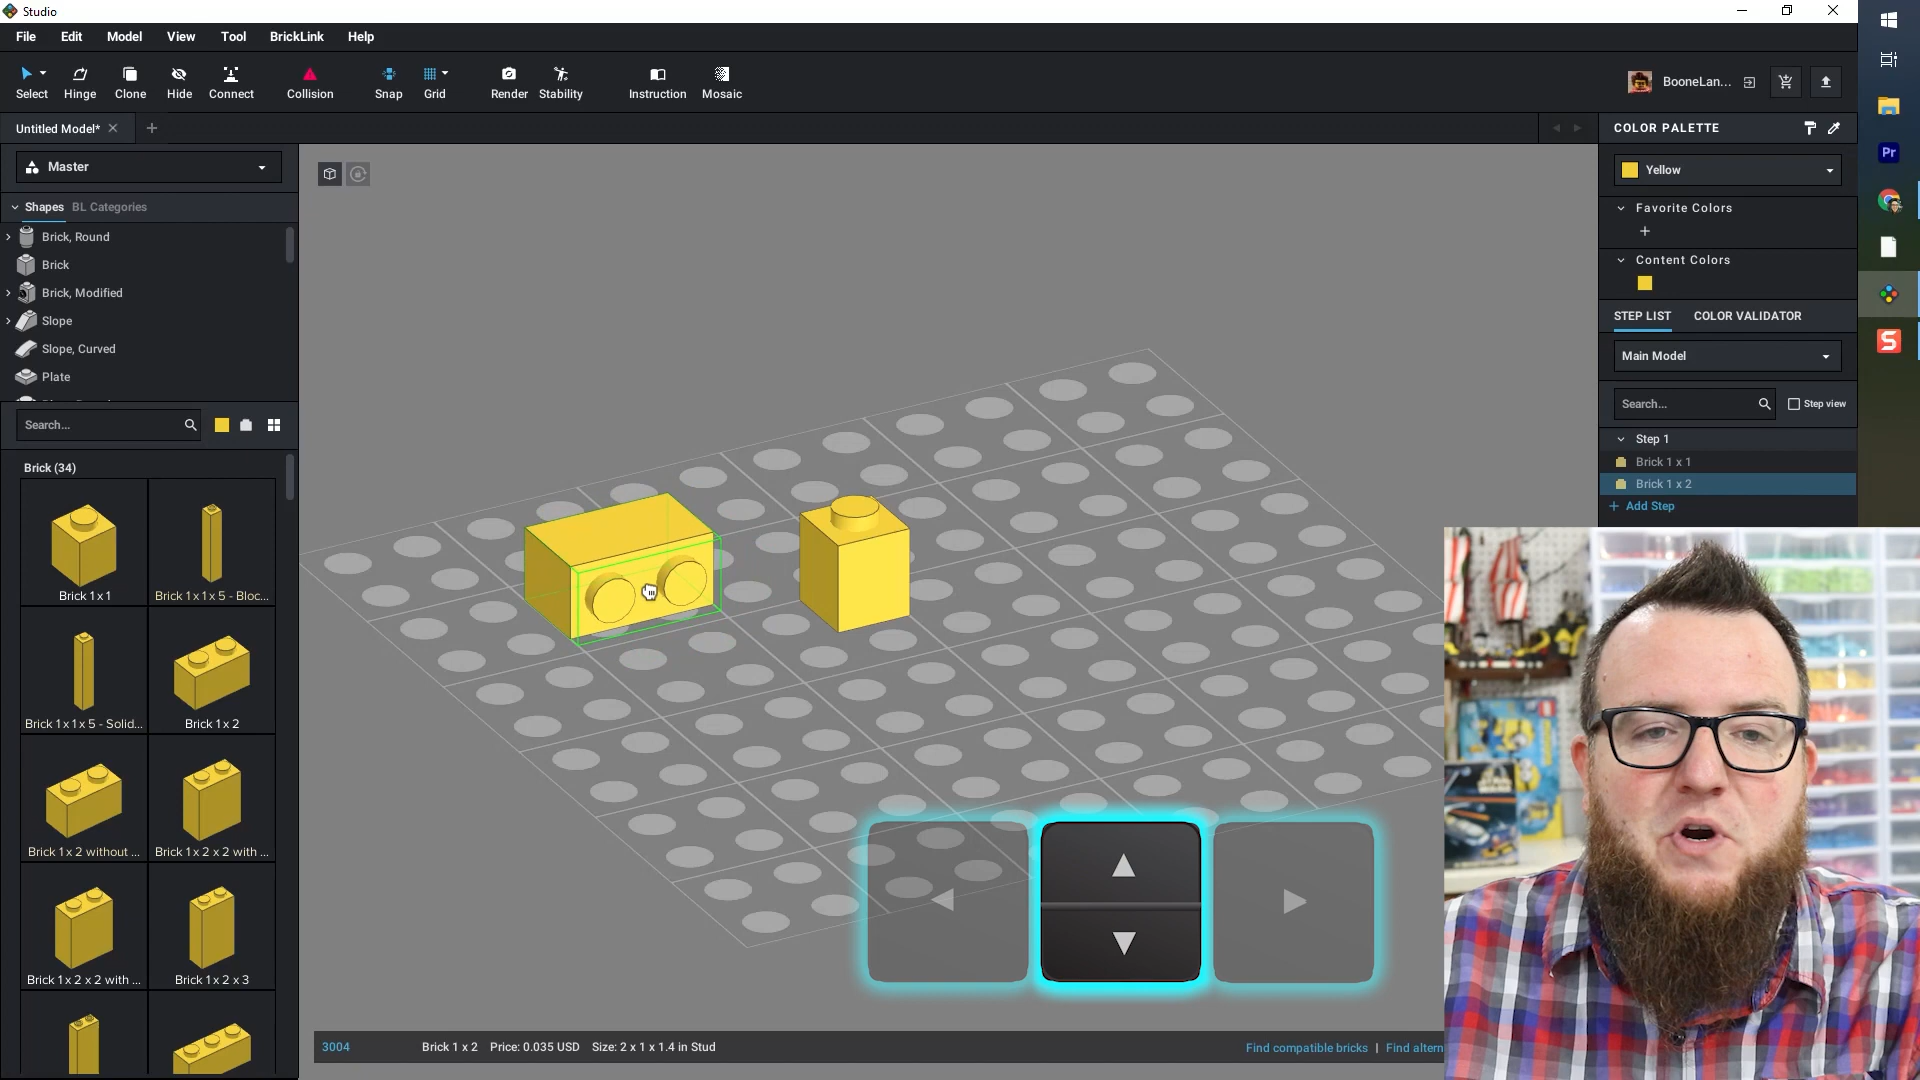 Studio
File Edit Model View Tool BrickLink Help
Select Hinge Clone Hide Connect Collision Snap Grid Render Stability Instruction Mosaic
BooneLan...
Untitled Model*
COLOR PALETTE
Master
Yellow
Shapes BL Categories
Favorite Colors
Brick, Round
Brick
Content Colors
Brick, Modified
Slope
STEP LIST COLOR VALIDATOR
Slope, Curved
Main Model
Plate
Search...
Step view
Search...
Step 1
Brick 1 x 1
Brick (34)
Brick 1 x 2
+ Add Step
Pr
S
Brick 1 x 1
Brick 1 x 1 x 5 - Bloc...
Brick 1 x 1 x 5 - Solid...
Brick 1 x 2
Brick 1 x 2 without ...
Brick 1 x 2 x 2 with ...
Brick 1 x 2 x 2 with ...
Brick 1 x 2 x 3
3004 Brick 1 x 2 Price: 0.035 USD Size: 2 x 1 x 1.4 in Stud
Find compatible bricks | Find altern